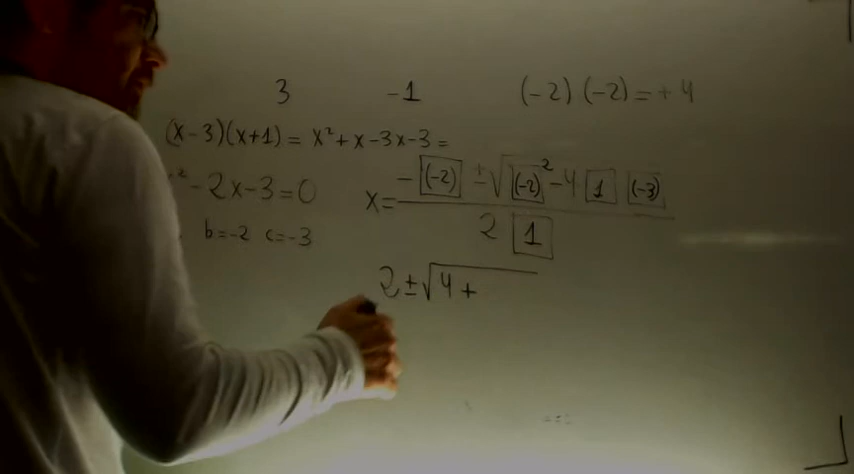 3 -1 (-2) (-2) = +4
(x-3)(x+1) = x²+x-3x-3=
² -2x-3=0 x= -(-2) ± √(-2)²-4 1 (-3)
2 1
b=-2 c=-3
2±√4+